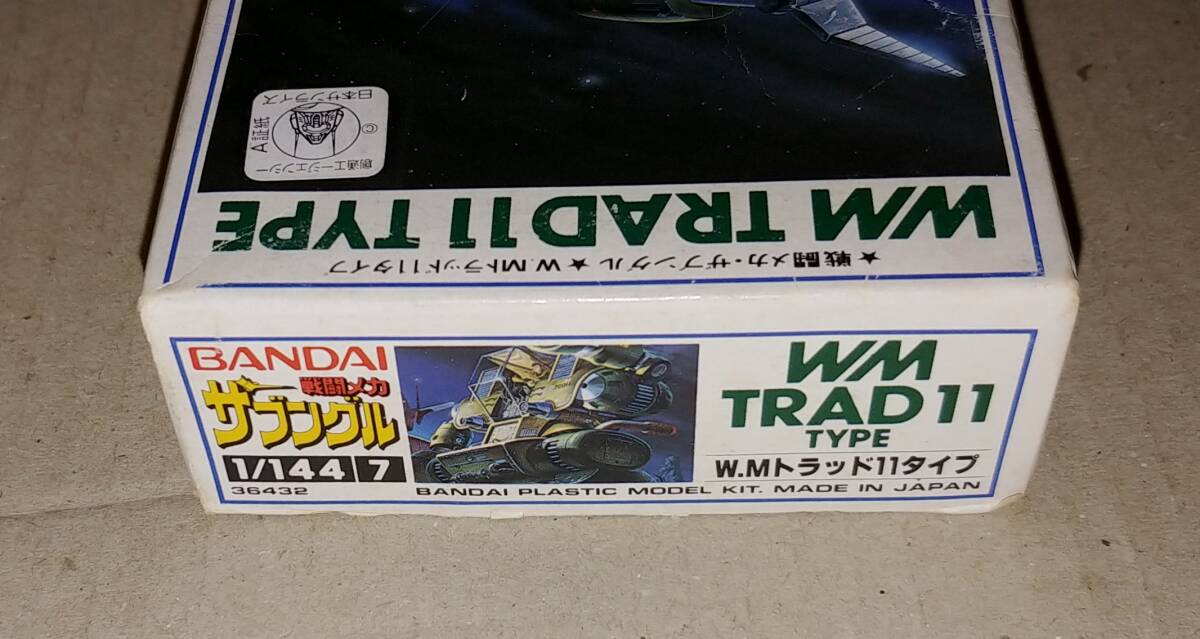 創通エージェンシー
A証紙
©
日本サンライズ
WM TRAD11 TYPE
★戦闘メカ・ザブングル★W.Mトラッド11タイプ
BANDAI
戦闘メカ
ザブングル
1/144 7
36432
WM
TRAD 11
TYPE
W.Mトラッド11タイプ
BANDAI PLASTIC MODEL KIT. MADE IN JAPAN